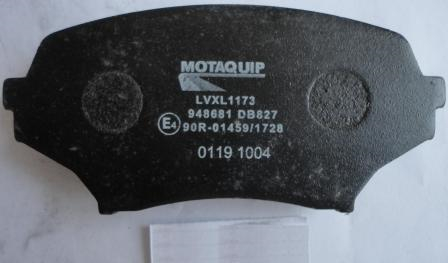 MOTAQUIP
LVXL1173
948681 DB827
E4 90R-01459/1728
0119 1004